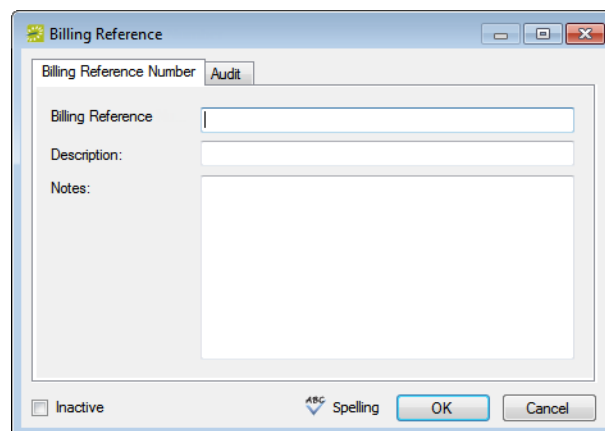 Billing Reference
Billing Reference Number Audit
Billing Reference
Description:
Notes:
Inactive ABC Spelling OK Cancel